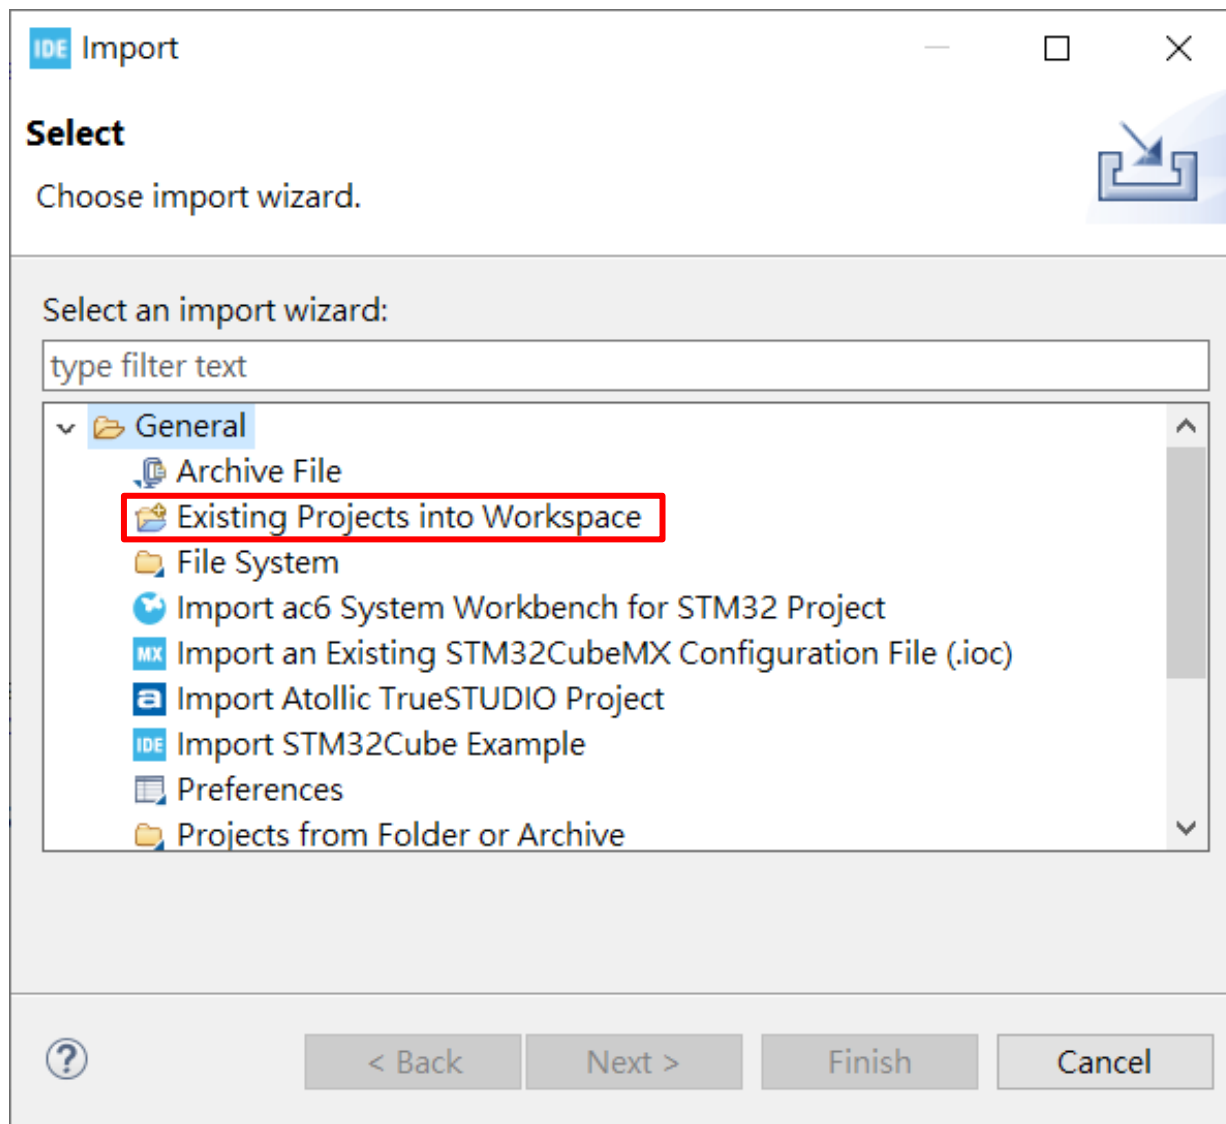 IDE Import
Select
Choose import wizard.
Select an import wizard:
type filter text
General
Archive File
Existing Projects into Workspace
File System
Import ac6 System Workbench for STM32 Project
MX Import an Existing STM32CubeMX Configuration File (.ioc)
a Import Atollic TrueSTUDIO Project
IDE Import STM32Cube Example
Preferences
Projects from Folder or Archive
? < Back Next > Finish Cancel